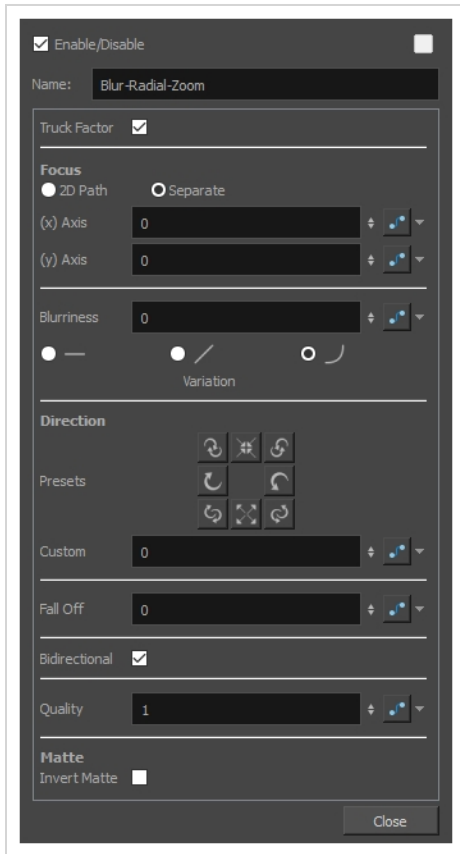 Enable/Disable
Name: Blur-Radial-Zoom
Truck Factor
Focus
2D Path Separate
(x) Axis 0
(y) Axis 0
Blurriness 0
Variation
Direction
Presets
Custom 0
Fall Off 0
Bidirectional
Quality 1
Matte
Invert Matte
Close